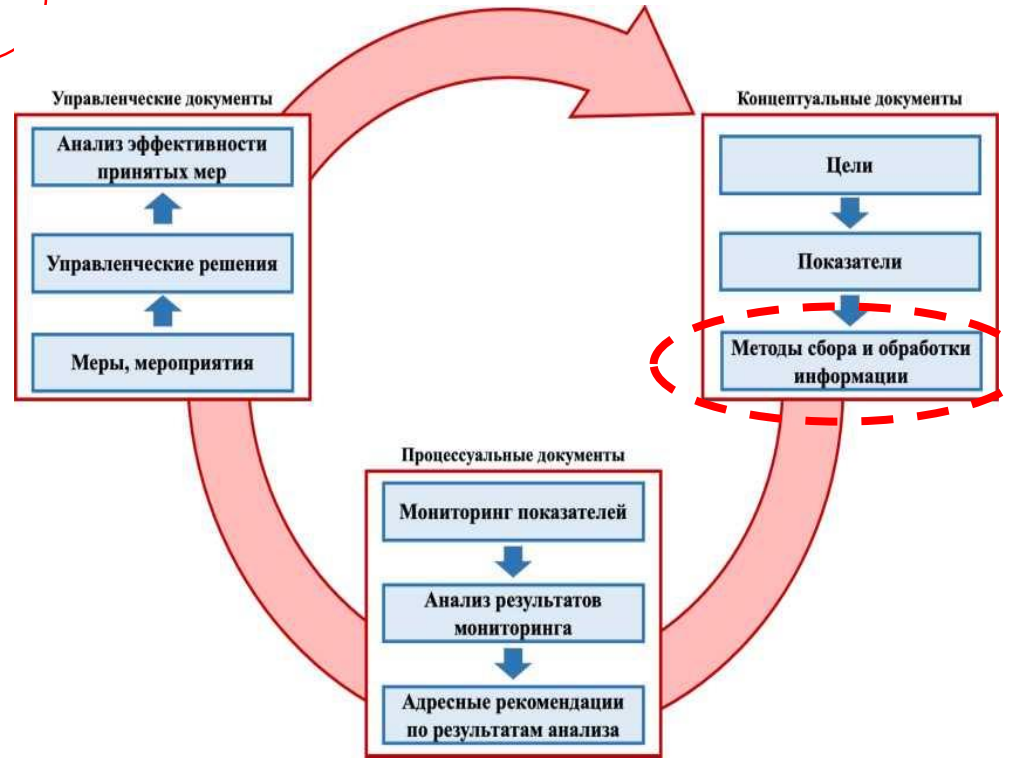 Управленческие документы
Анализ эффективности
принятых мер
Управленческие решения
Меры, мероприятия
Концептуальные документы
Цели
Показатели
Методы сбора и обработки
информации
Процессуальные документы
Мониторинг показателей
Анализ результатов
мониторинга
Адресные рекомендации
по результатам анализа